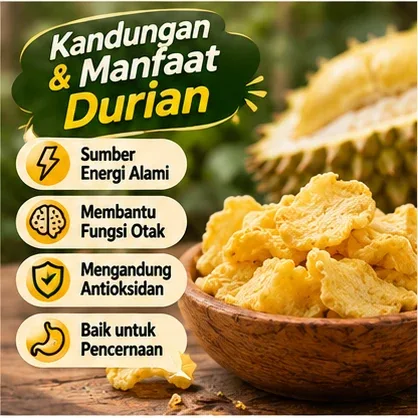 Kandungan
& Manfaat
Durian
Sumber
Energi Alami
Membantu
Fungsi Otak
Mengandung
Antioksidan
Baik untuk
Pencernaan